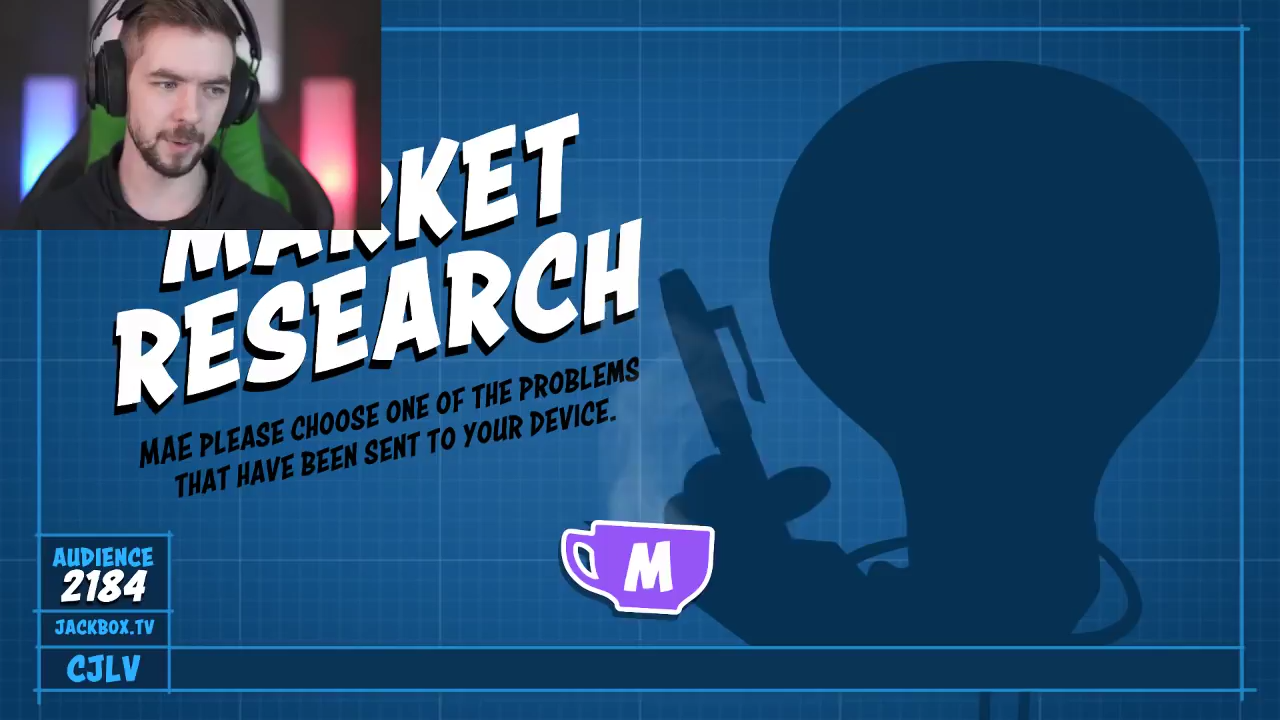 MARKET
RESEARCH
MAE PLEASE CHOOSE ONE OF THE PROBLEMS
THAT HAVE BEEN SENT TO YOUR DEVICE.
M
AUDIENCE
2184
JACKBOX.TV
CJLV